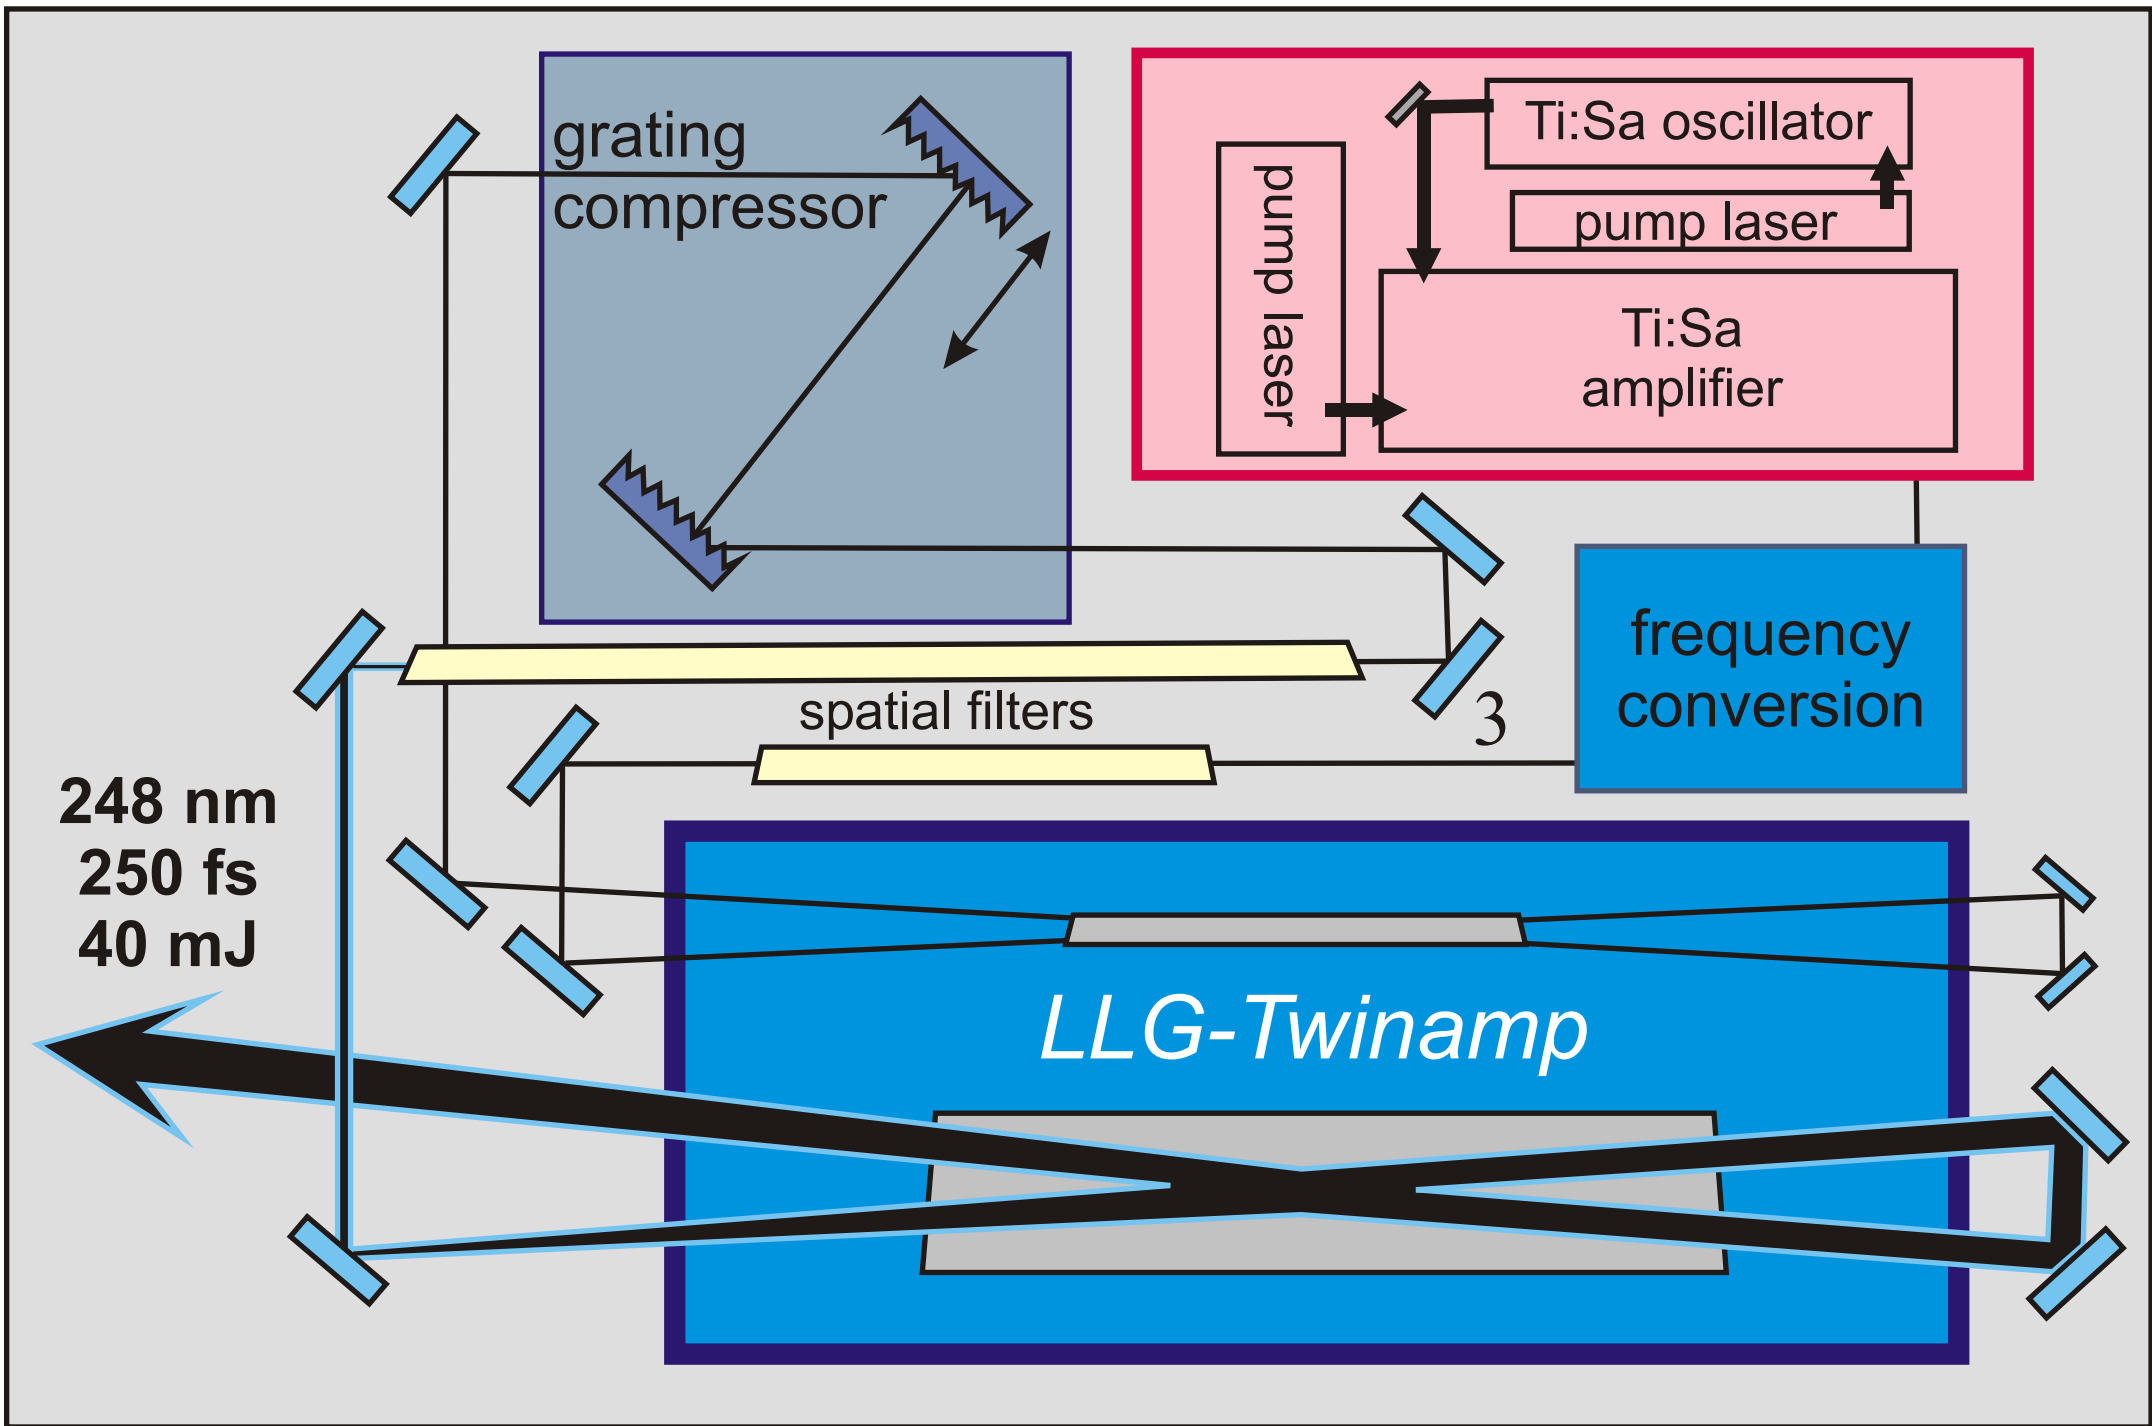 grating
compressor
Ti:Sa oscillator
pump laser
pump laser
Ti:Sa
amplifier
frequency
conversion
spatial filters
3
248 nm
250 fs
40 mJ
LLG-Twinamp